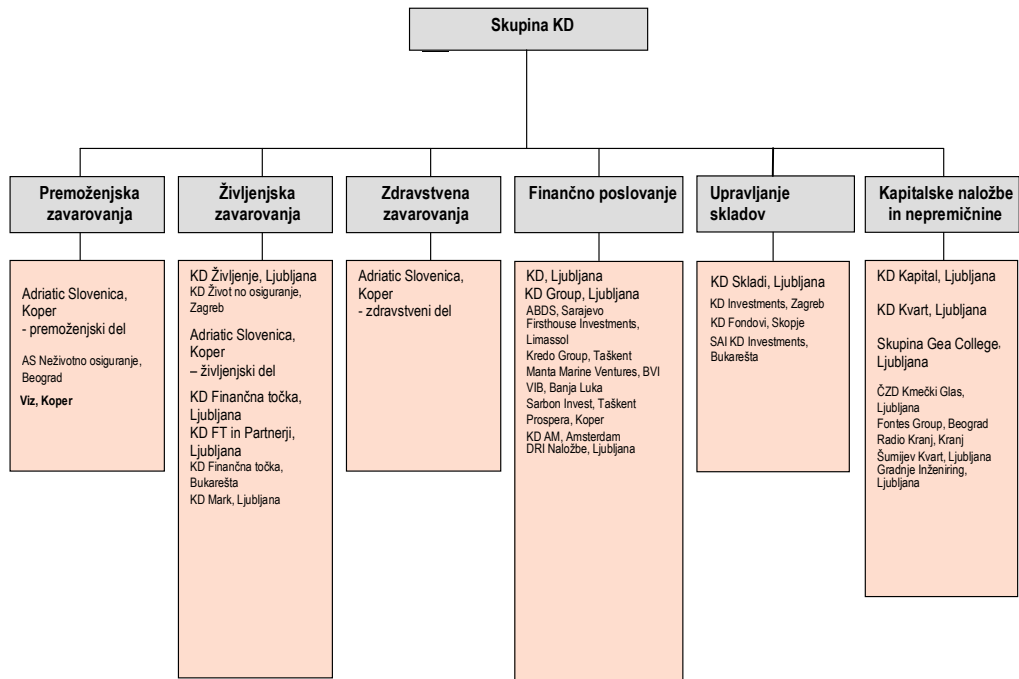 Skupina KD
Premoženjska
zavarovanja
Adriatic Slovenica,
Koper
- premoženjski del
AS Neživotno osiguranje,
Beograd
Viz, Koper
Življenjska
zavarovanja
KD Življenje, Ljubljana
KD Život no osiguranje,
Zagreb
Adriatic Slovenica,
Koper
– življenjski del
KD Finančna točka,
Ljubljana
KD FT in Partnerji,
Ljubljana
KD Finančna točka,
Bukarešta
KD Mark, Ljubljana
Zdravstvena
zavarovanja
Adriatic Slovenica,
Koper
- zdravstveni del
Finančno poslovanje
KD, Ljubljana
KD Group, Ljubljana
ABDS, Sarajevo
Firsthouse Investments,
Limassol
Kredo Group, Taškent
Manta Marine Ventures, BVI
VIB, Banja Luka
Sarbon Invest, Taškent
Prospera, Koper
KD AM, Amsterdam
DRI Naložbe, Ljubljana
Upravljanje
skladov
KD Skladi, Ljubljana
KD Investments, Zagreb
KD Fondovi, Skopje
SAI KD Investments,
Bukarešta
Kapitalske naložbe
in nepremičnine
KD Kapital, Ljubljana
KD Kvart, Ljubljana
Skupina Gea College,
Ljubljana
ČZD Kmečki Glas,
Ljubljana
Fontes Group, Beograd
Radio Kranj, Kranj
Šumijev Kvart, Ljubljana
Gradnje Inženiring,
Ljubljana